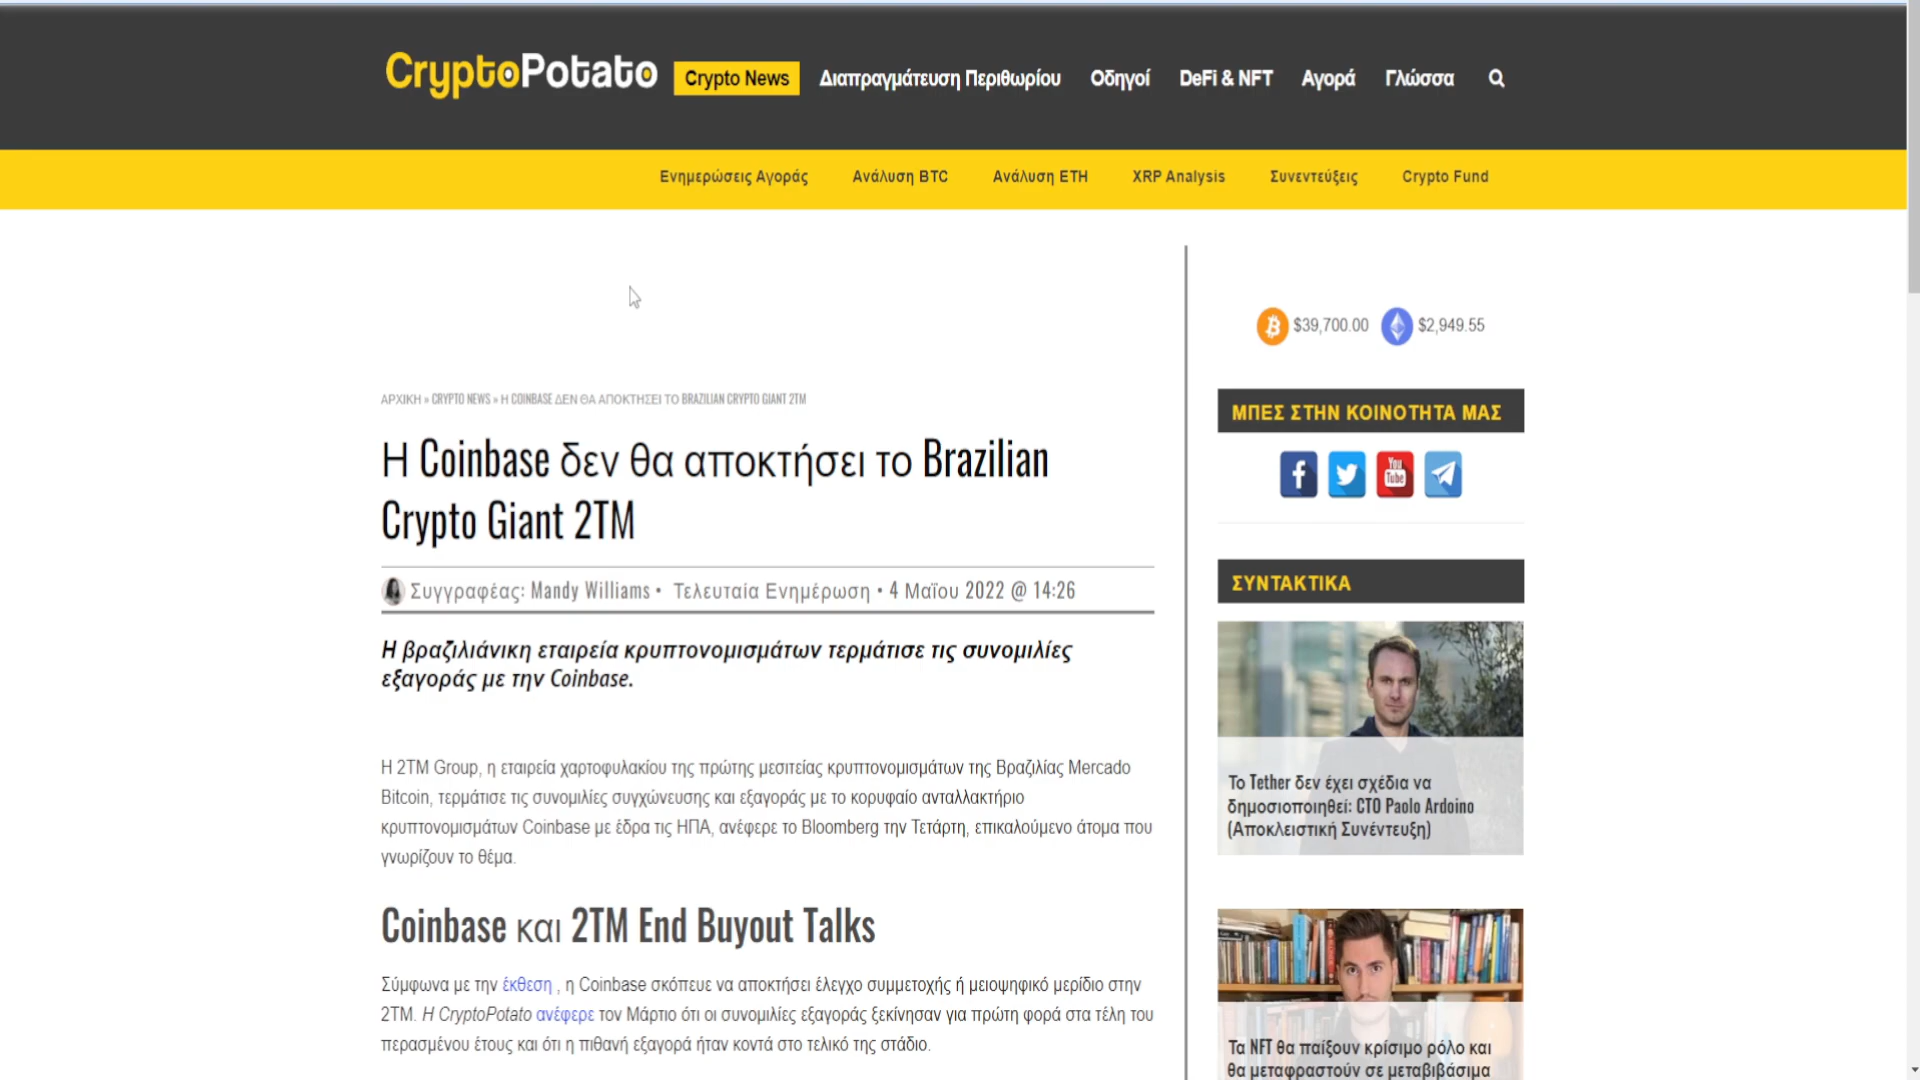 CryptoPotato
Crypto News Διαπραγμάτευση Περιθωρίου Οδηγοί DeFi & NFT Αγορά Γλώσσα
Ενημερώσεις Αγοράς Ανάλυση BTC Ανάλυση ETH XRP Analysis Συνεντεύξεις Crypto Fund
$39,700.00 $2,949.55
ΑΡΧΙΚΗ » CRYPTO NEWS » Η COINBASE ΔΕΝ ΘΑ ΑΠΟΚΤΗΣΕΙ ΤΟ BRAZILIAN CRYPTO GIANT 2TM
Η Coinbase δεν θα αποκτήσει το Brazilian
Crypto Giant 2TM
Συγγραφέας: Mandy Williams • Τελευταία Ενημέρωση • 4 Μαΐου 2022 @ 14:26
Η βραζιλιάνικη εταιρεία κρυπτονομισμάτων τερμάτισε τις συνομιλίες
εξαγοράς με την Coinbase.
Η 2TM Group, η εταιρεία χαρτοφυλακίου της πρώτης μεσιτείας κρυπτονομισμάτων της Βραζιλίας Mercado
Bitcoin, τερμάτισε τις συνομιλίες συγχώνευσης και εξαγοράς με το κορυφαίο ανταλλακτήριο
κρυπτονομισμάτων Coinbase με έδρα τις ΗΠΑ, ανέφερε το Bloomberg την Τετάρτη, επικαλούμενο άτομα που
γνωρίζουν το θέμα.
Coinbase και 2TM End Buyout Talks
Σύμφωνα με την έκθεση , η Coinbase σκόπευε να αποκτήσει έλεγχο συμμετοχής ή μειοψηφικό μερίδιο στην
2TM. Η CryptoPotato ανέφερε τον Μάρτιο ότι οι συνομιλίες εξαγοράς ξεκίνησαν για πρώτη φορά στα τέλη του
περασμένου έτους και ότι η πιθανή εξαγορά ήταν κοντά στο τελικό της στάδιο.
ΜΠΕΣ ΣΤΗΝ ΚΟΙΝΟΤΗΤΑ ΜΑΣ
You
Tube
ΣΥΝΤΑΚΤΙΚΑ
Το Tether δεν έχει σχέδια να
δημοσιοποιηθεί: CTO Paolo Ardoino
(Αποκλειστική Συνέντευξη)
Τα NFT θα παίξουν κρίσιμο ρόλο και
θα μεταφραστούν σε μεταβιβάσιμα